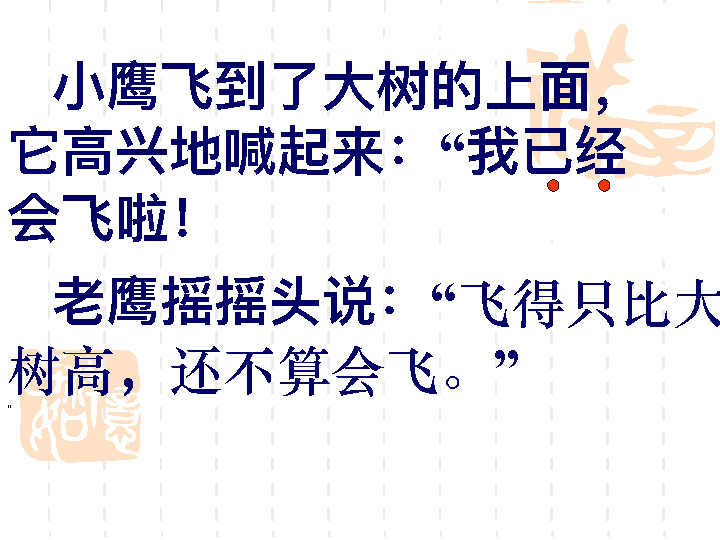 小鹰飞到了大树的上面，
它高兴地喊起来：“我已经
会飞啦！
老鹰摇摇头说：“飞得只比大
树高，还不算会飞。”
"